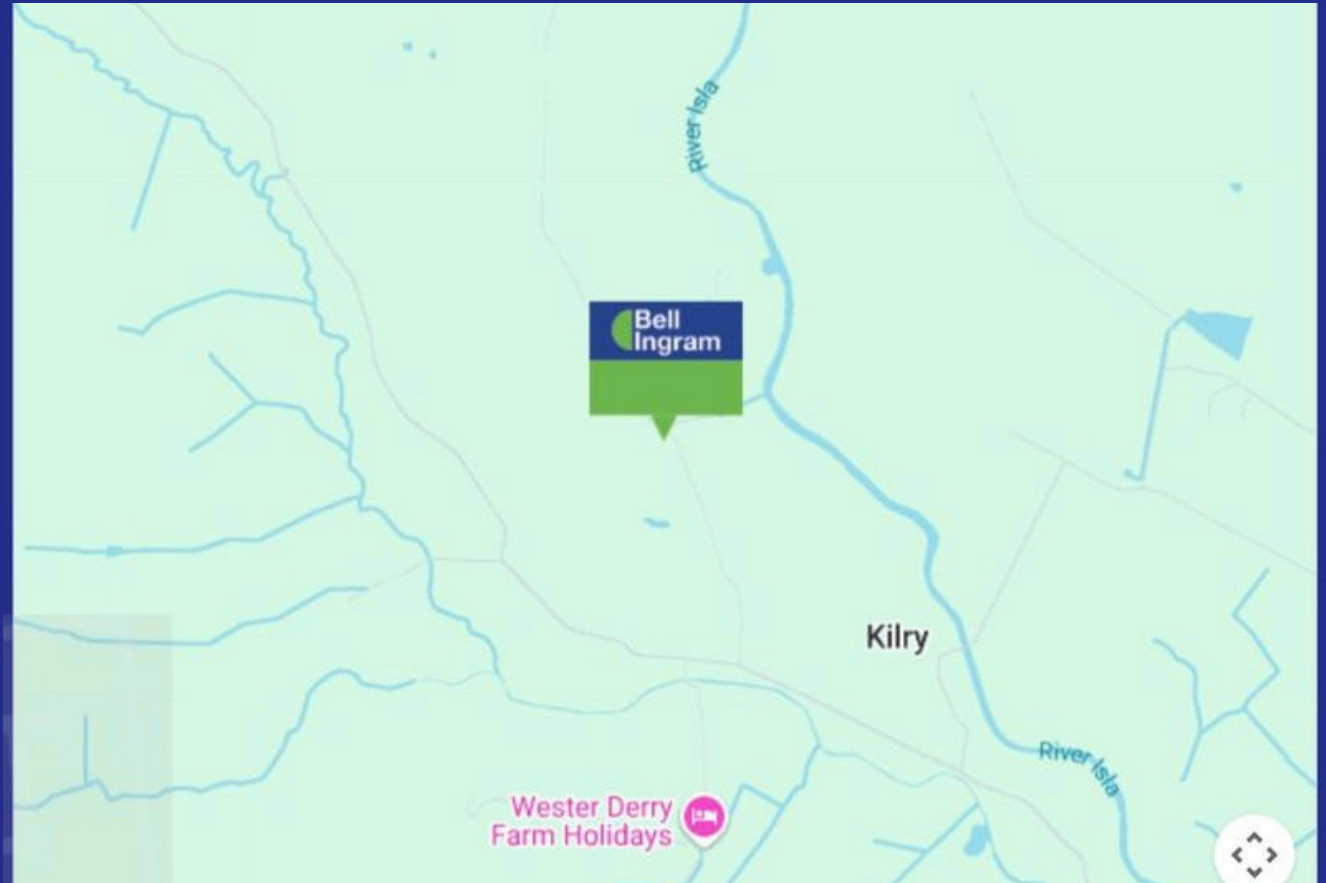 River Isla
Bell
Ingram
Kilry
River Isla
Wester Derry
Farm Holidays